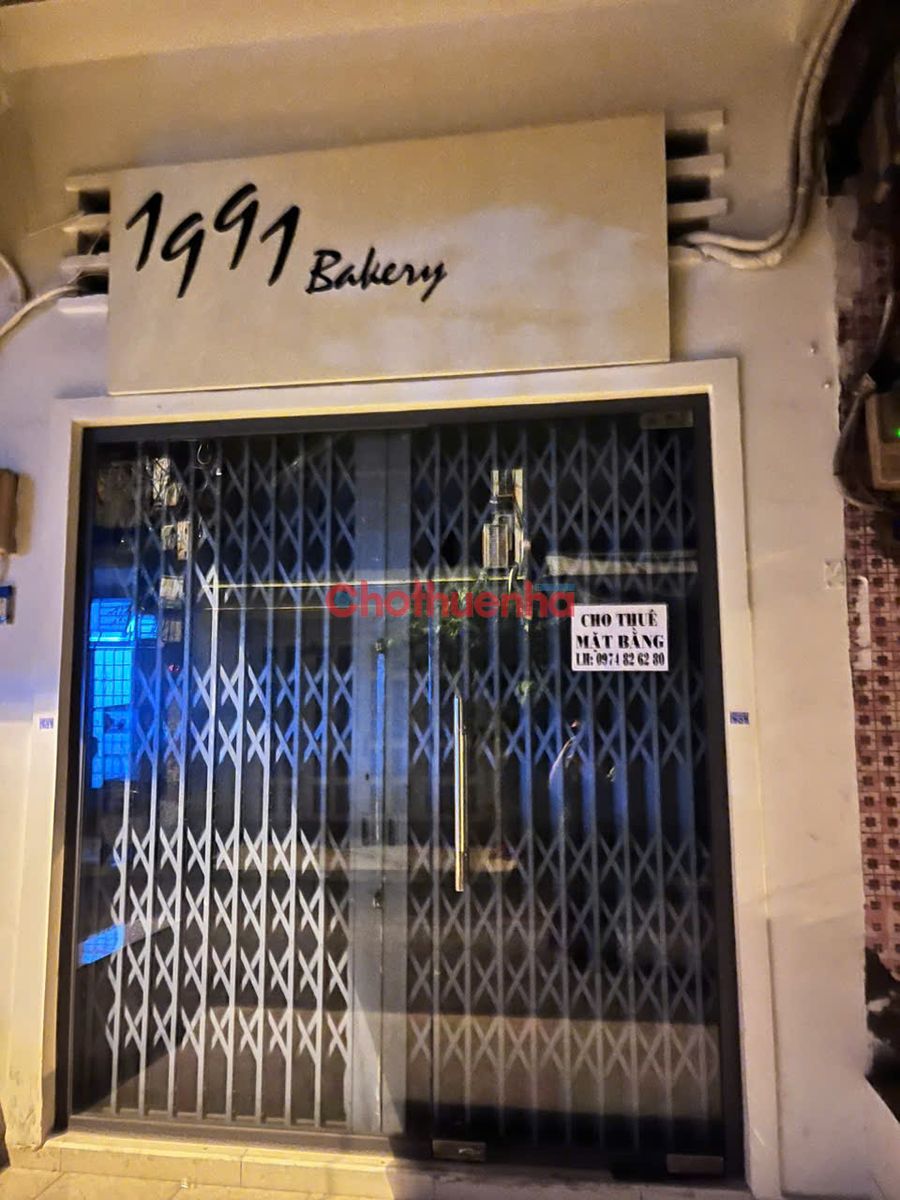 1991 Bakery
Chothuenha
CHO THUÊ
MẶT BẰNG
LH: 0974 82 62 80